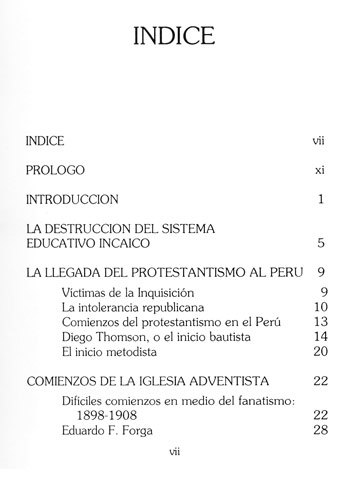 INDICE
INDICE vii
PROLOGO xi
INTRODUCCION 1
LA DESTRUCCION DEL SISTEMA
EDUCATIVO INCAICO 5
LA LLEGADA DEL PROTESTANTISMO AL PERU 9
Víctimas de la Inquisición 9
La intolerancia republicana 10
Comienzos del protestantismo en el Perú 13
Diego Thomson, o el inicio bautista 14
El inicio metodista 20
COMIENZOS DE LA IGLESIA ADVENTISTA 22
Difíciles comienzos en medio del fanatismo:
1898-1908 22
Eduardo F. Forga 28
vii